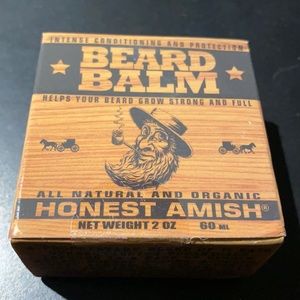 INTENSE CONDITIONING AND PROTECTION
BEARD
BALM
HELPS YOUR BEARD GROW STRONG AND FULL
ALL NATURAL AND ORGANIC
HONEST AMISH®
NET WEIGHT 2 OZ 60 ML